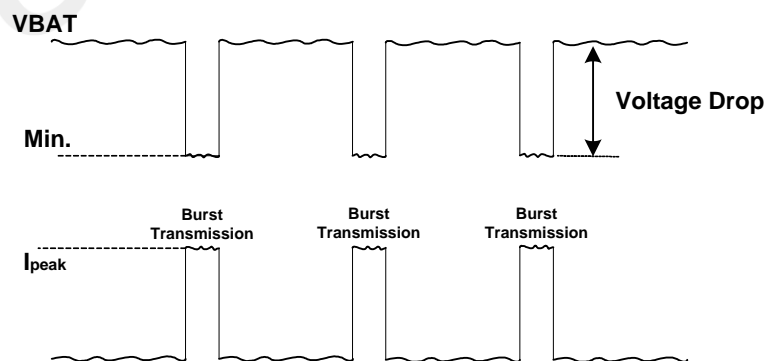 VBAT
Voltage Drop
Min.
Burst
Transmission
Burst
Transmission
Burst
Transmission
Ipeak